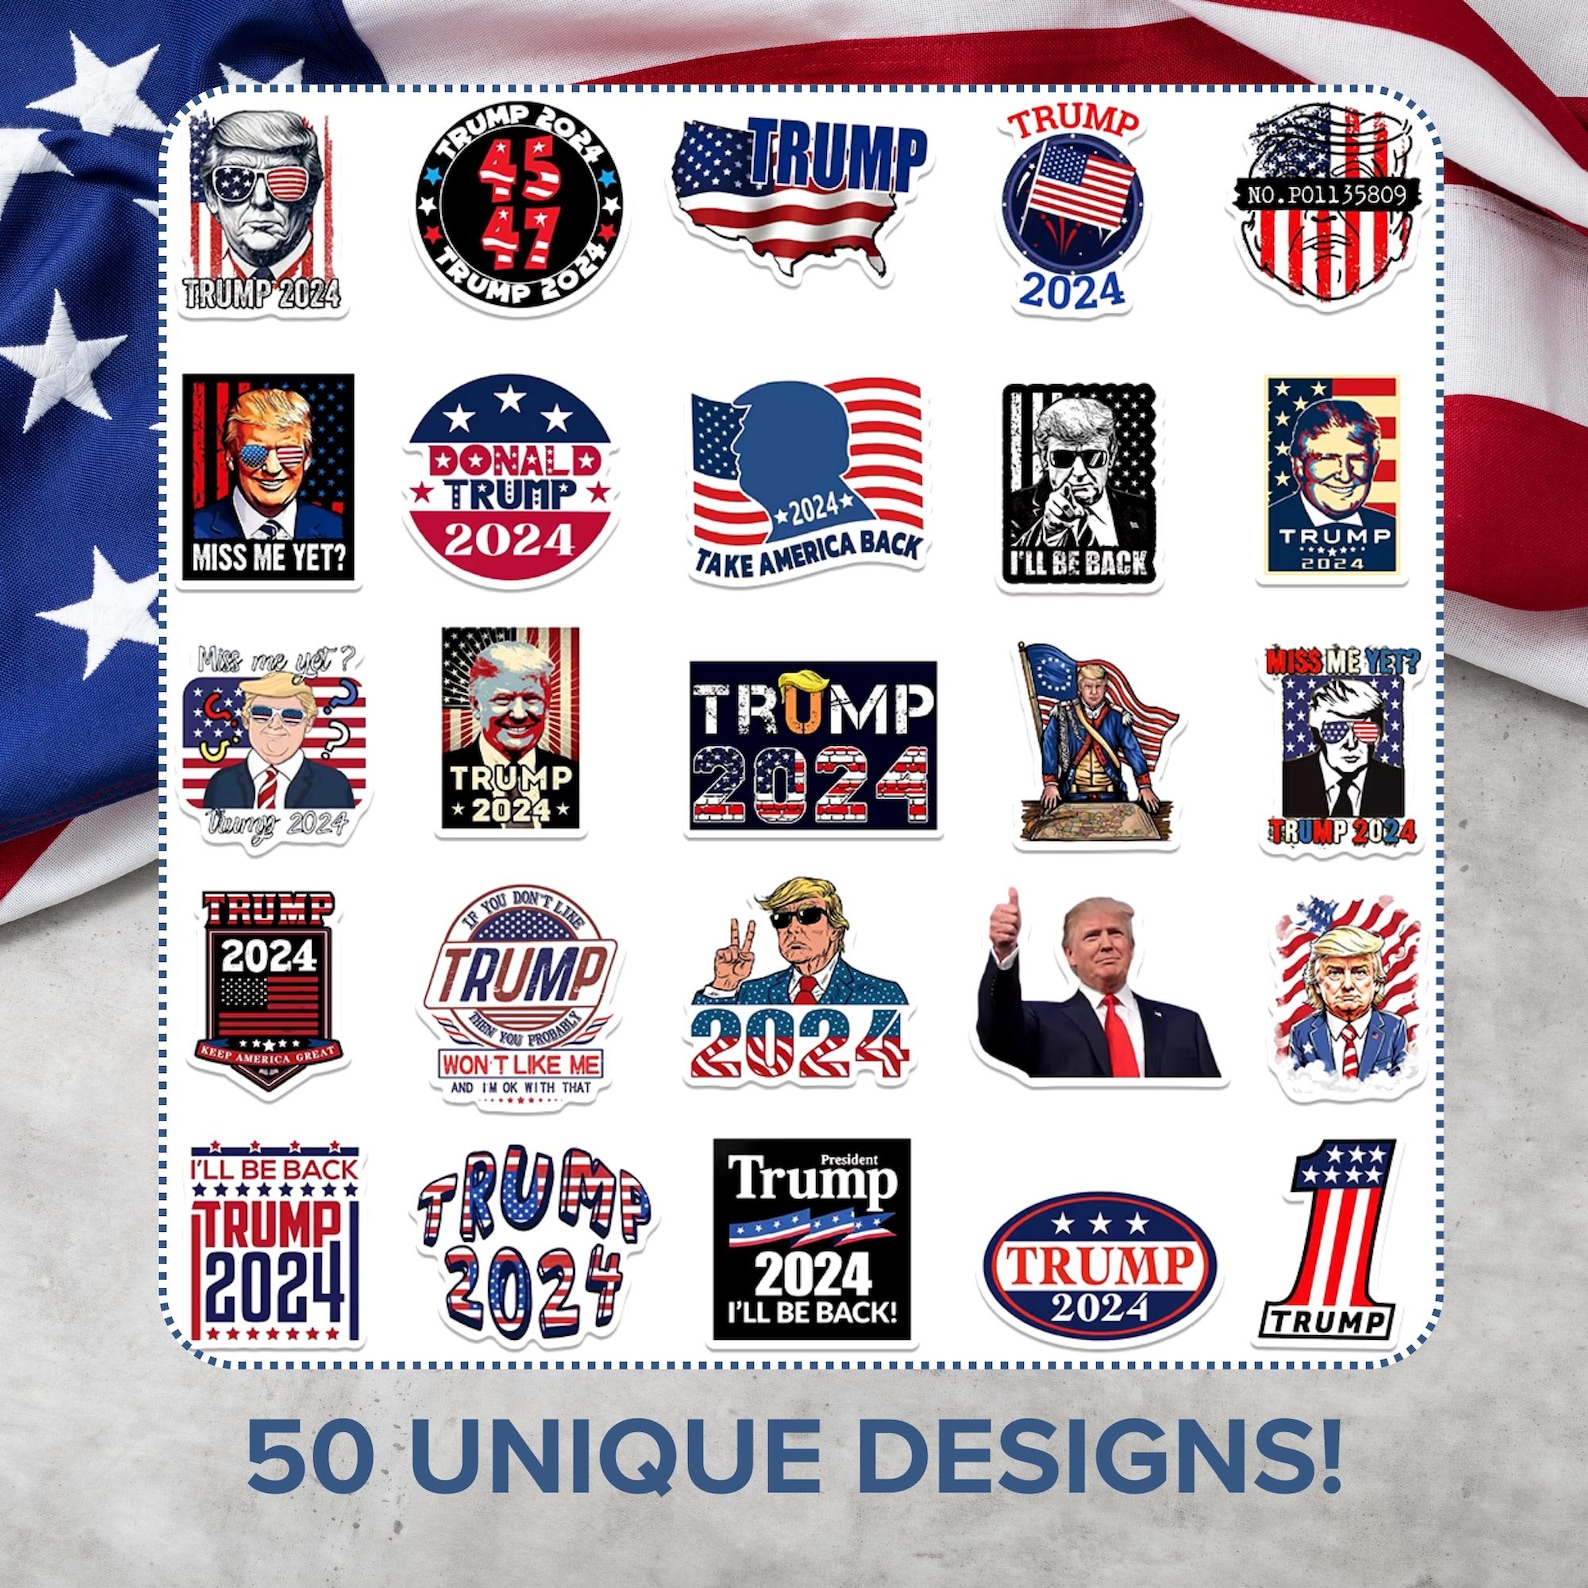 TRUMP 2024
TRUMP 2024
45
47
TRUMP 2024
TRUMP
TRUMP
2024
NO.P01135809
MISS ME YET?
DONALD
TRUMP
2024
2024
TAKE AMERICA BACK
I'LL BE BACK
TRUMP
2024
Miss me yet ?
Trump 2024
TRUMP
2024
TRUMP
2024
MISS ME YET?
TRUMP 2024
TRUMP
2024
KEEP AMERICA GREAT
IF YOU DON'T LIKE
TRUMP
THEN YOU PROBABLY
WON'T LIKE ME
AND IM OK WITH THAT
2024
I'LL BE BACK
TRUMP
2024
TRUMP
2024
President
Trump
2024
I'LL BE BACK!
TRUMP
2024
1
TRUMP
50 UNIQUE DESIGNS!